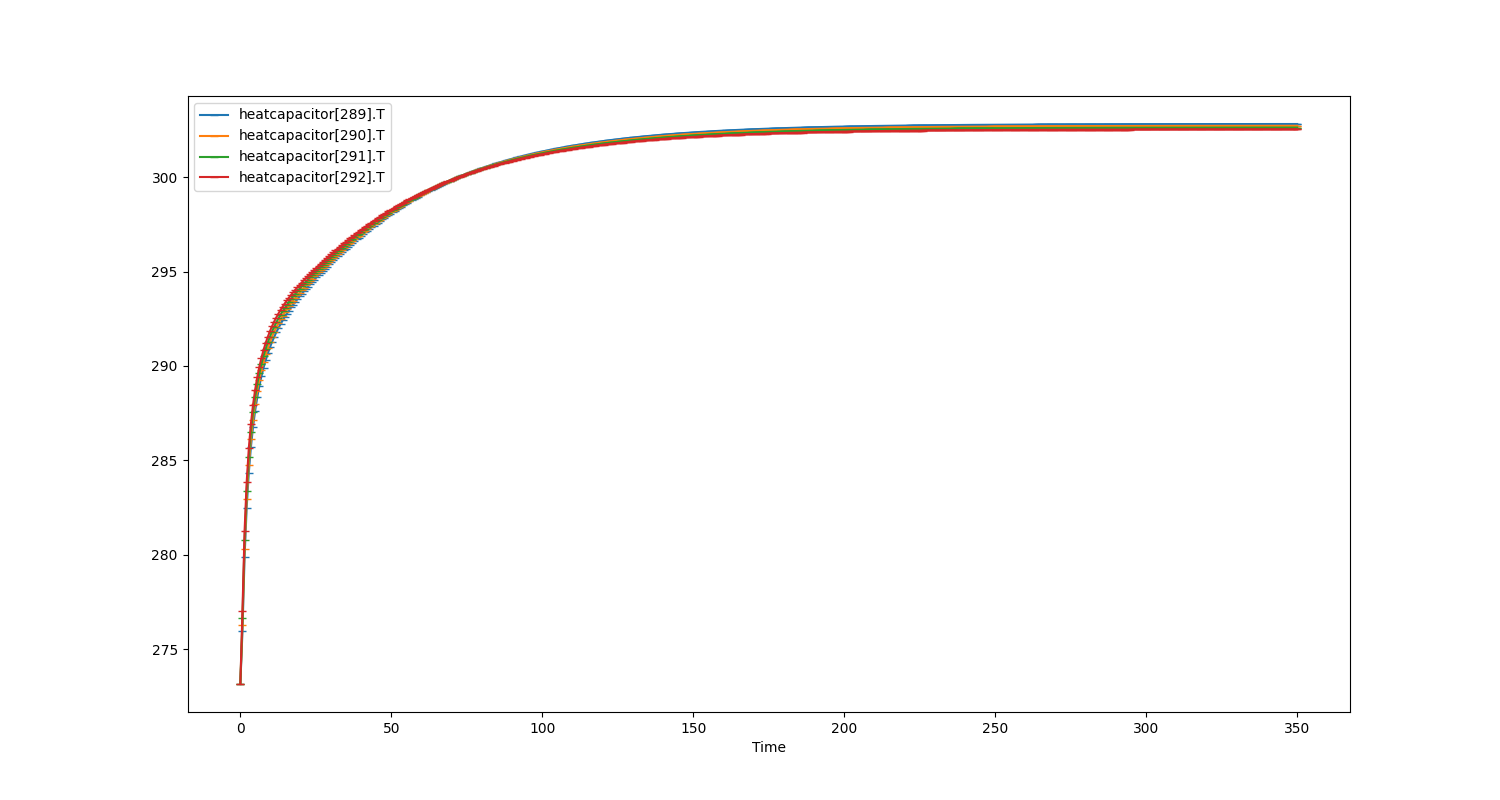 heatcapacitor[289].T
heatcapacitor[290].T
heatcapacitor[291].T
heatcapacitor[292].T
300
295
290
285
280
275
0 50 100 150 200 250 300 350
Time